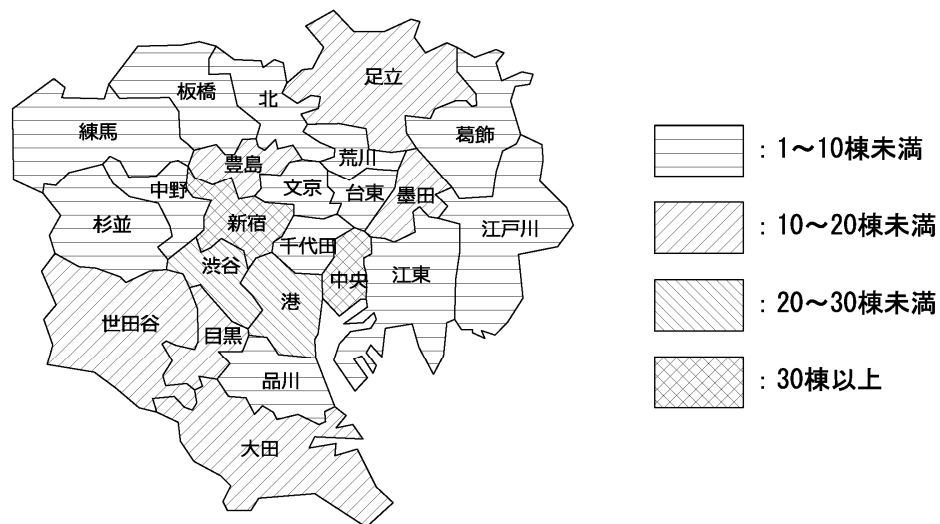 足立
板橋
北
練馬
葛飾
荒川
豊島
中野
文京
台東
墨田
杉並
新宿
江戸川
千代田
渋谷
中央
江東
港
世田谷
目黒
品川
大田
：1～10棟未満
：10～20棟未満
：20～30棟未満
：30棟以上